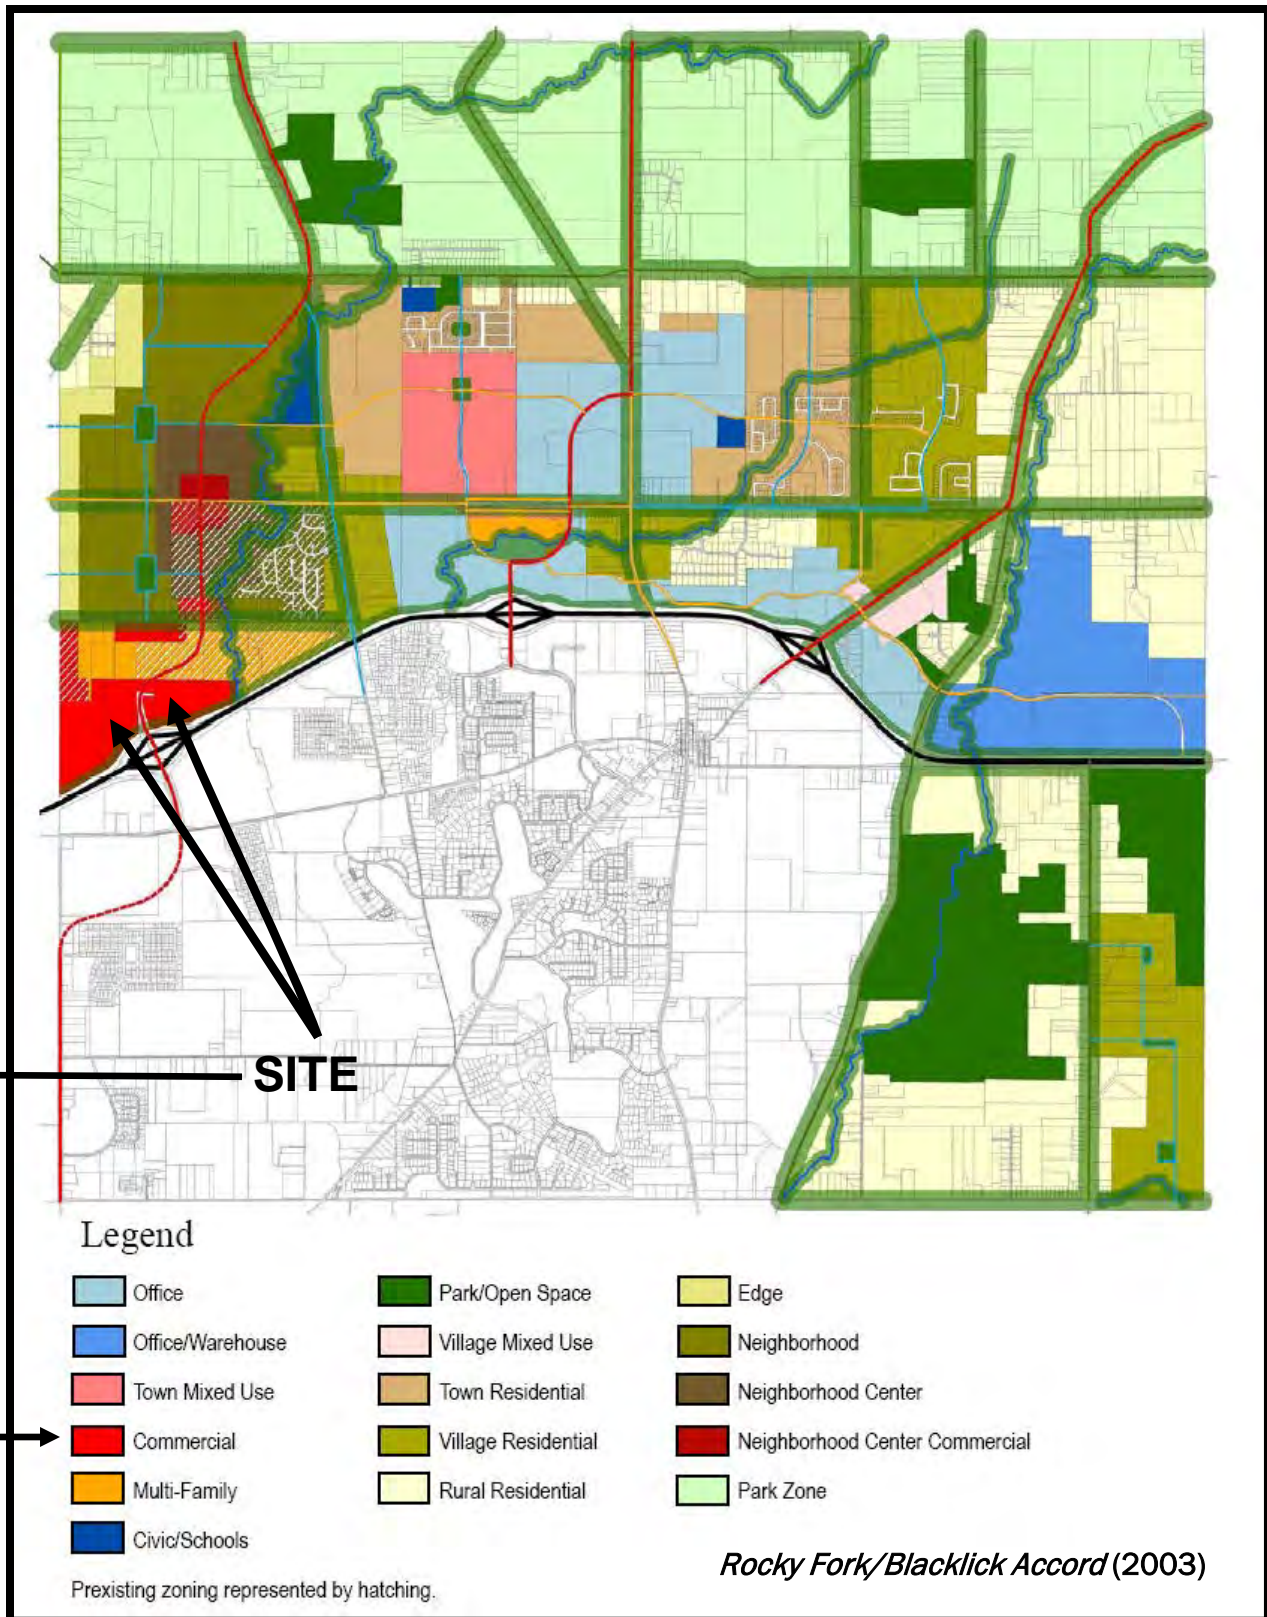 SITE
Legend
Office
Office/Warehouse
Town Mixed Use
Commercial
Multi-Family
Civic/Schools
Park/Open Space
Village Mixed Use
Town Residential
Village Residential
Rural Residential
Edge
Neighborhood
Neighborhood Center
Neighborhood Center Commercial
Park Zone
Prexisting zoning represented by hatching.
Rocky Fork/Blacklick Accord (2003)